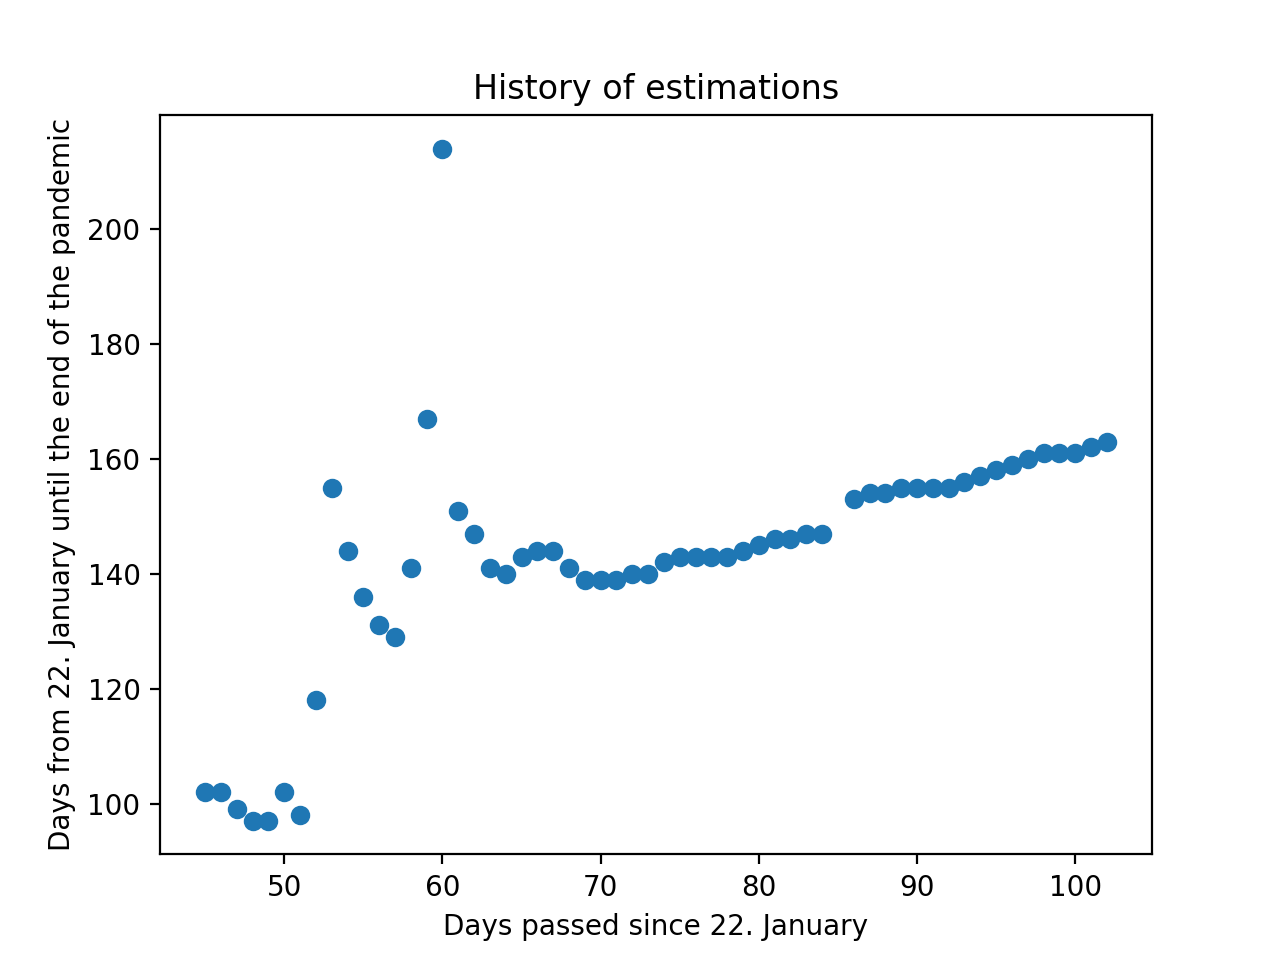 History of estimations
Days from 22. January until the end of the pandemic
200
180
160
140
120
100
50 60 70 80 90 100
Days passed since 22. January